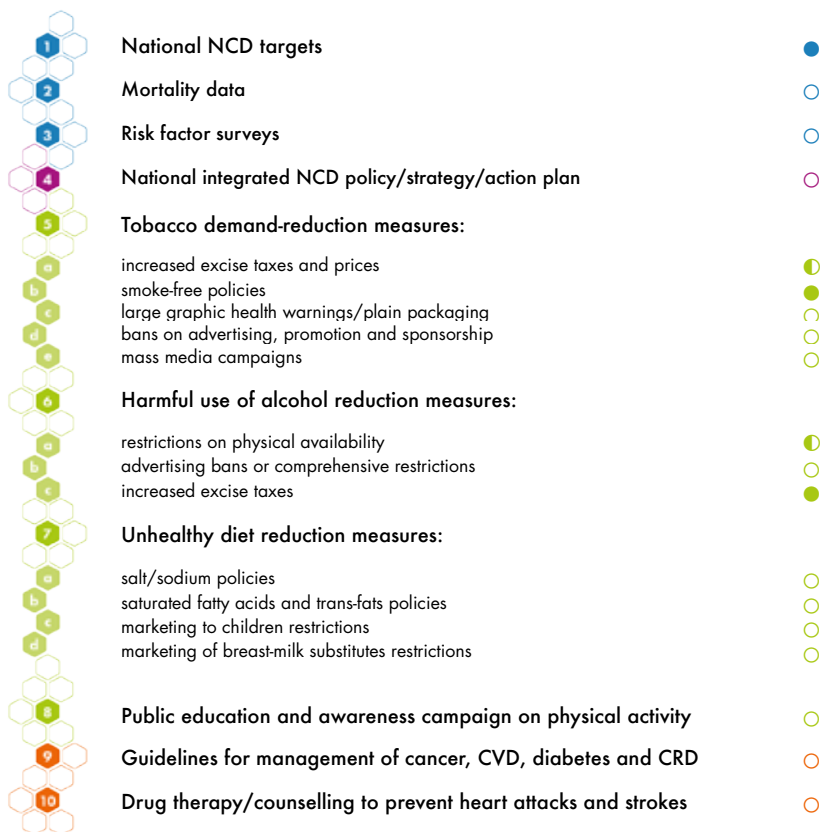 1 National NCD targets
2 Mortality data
3 Risk factor surveys
4 National integrated NCD policy/strategy/action plan
5 Tobacco demand-reduction measures:
a increased excise taxes and prices
b smoke-free policies
c large graphic health warnings/plain packaging
d bans on advertising, promotion and sponsorship
e mass media campaigns
6 Harmful use of alcohol reduction measures:
a restrictions on physical availability
b advertising bans or comprehensive restrictions
c increased excise taxes
7 Unhealthy diet reduction measures:
a salt/sodium policies
b saturated fatty acids and trans-fats policies
c marketing to children restrictions
d marketing of breast-milk substitutes restrictions
8 Public education and awareness campaign on physical activity
9 Guidelines for management of cancer, CVD, diabetes and CRD
10 Drug therapy/counselling to prevent heart attacks and strokes